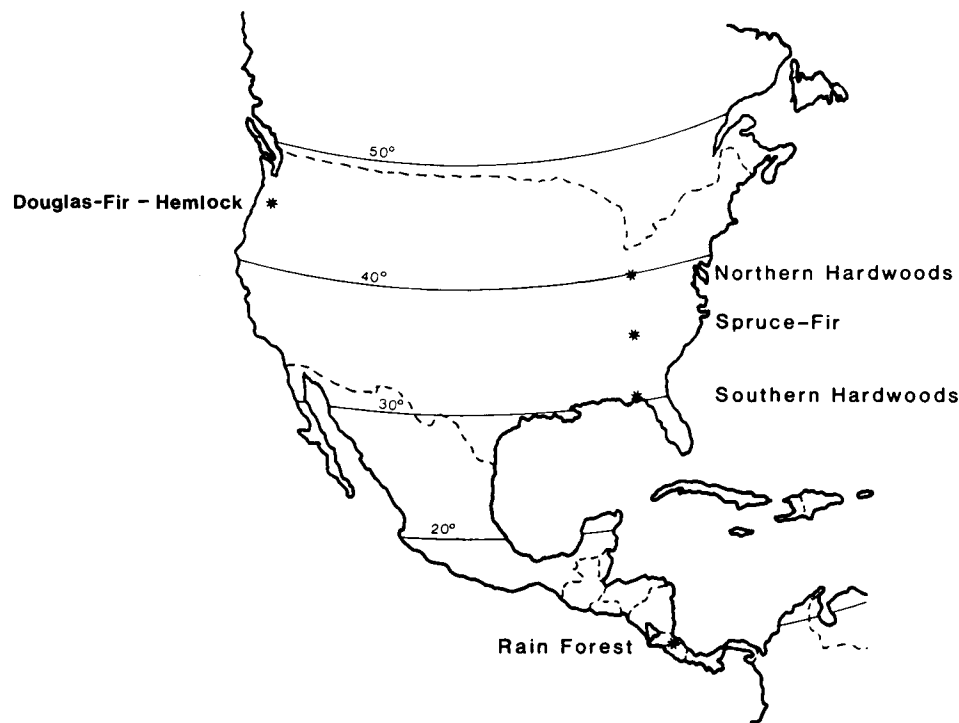 50°
Douglas-Fir - Hemlock
40°
Northern Hardwoods
Spruce-Fir
30°
Southern Hardwoods
20°
Rain Forest